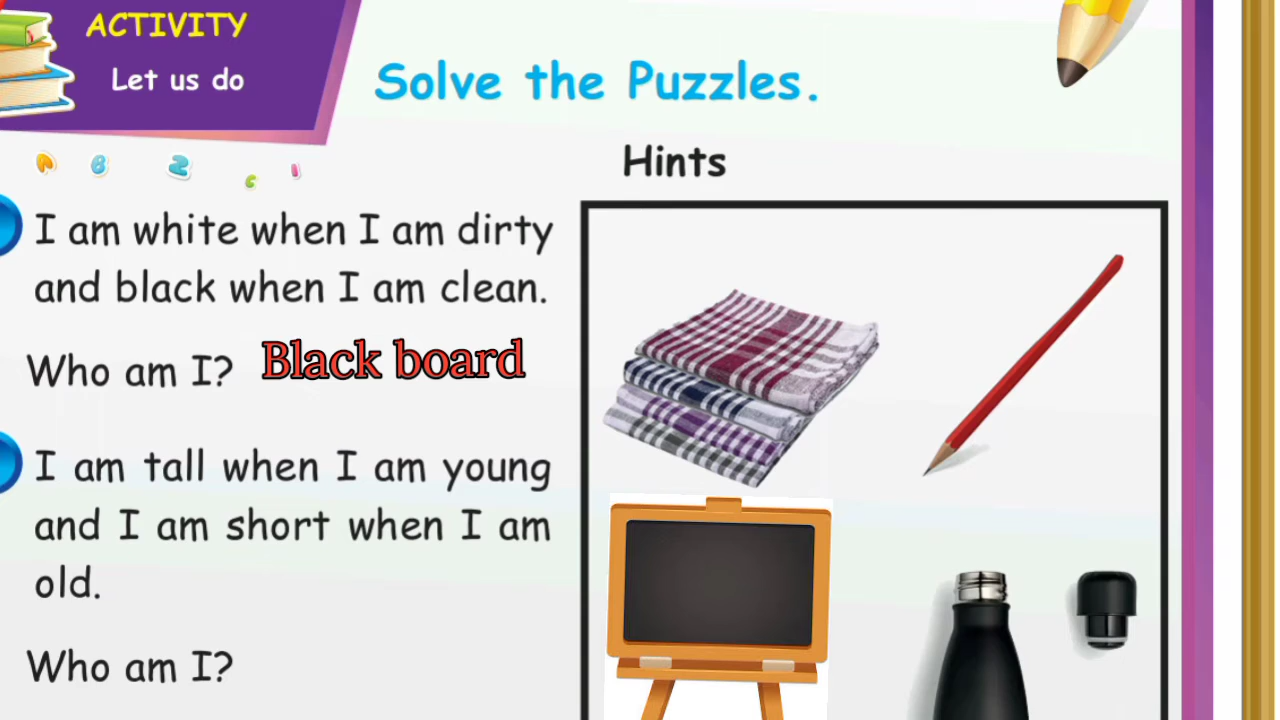 ACTIVITY
Let us do
Solve the Puzzles.
Hints
I am white when I am dirty
and black when I am clean.
Who am I? Black board
I am tall when I am young
and I am short when I am
old.
Who am I?